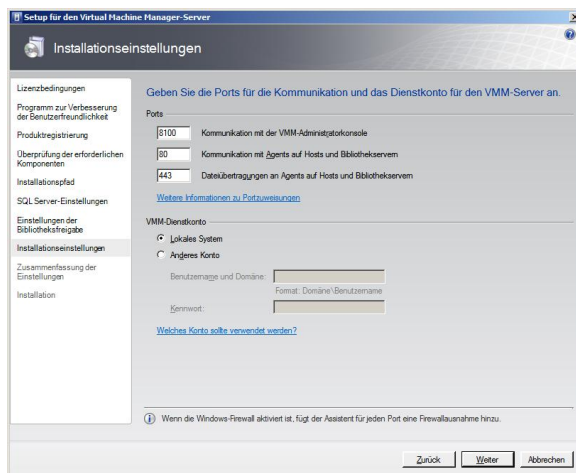 Setup für den Virtual Machine Manager-Server
Installationseinstellungen
Lizenzbedingungen
Programm zur Verbesserung
der Benutzerfreundlichkeit
Produktregistrierung
Überprüfung der erforderlichen
Komponenten
Installationspfad
SQL Server-Einstellungen
Einstellungen der
Bibliotheksfreigabe
Installationseinstellungen
Zusammenfassung der
Einstellungen
Installation
Geben Sie die Ports für die Kommunikation und das Dienstkonto für den VMM-Server an.
Ports
8100 Kommunikation mit der VMM-Administratorkonsole
80 Kommunikation mit Agents auf Hosts und Bibliothekservern
443 Dateiübertragungen an Agents auf Hosts und Bibliothekservern
Weitere Informationen zu Portzuweisungen
VMM-Dienstkonto
Lokales System
Anderes Konto
Benutzername und Domäne:
Format: Domäne\Benutzername
Kennwort:
Welches Konto sollte verwendet werden?
Wenn die Windows-Firewall aktiviert ist, fügt der Assistent für jeden Port eine Firewallausnahme hinzu.
Zurück Weiter Abbrechen